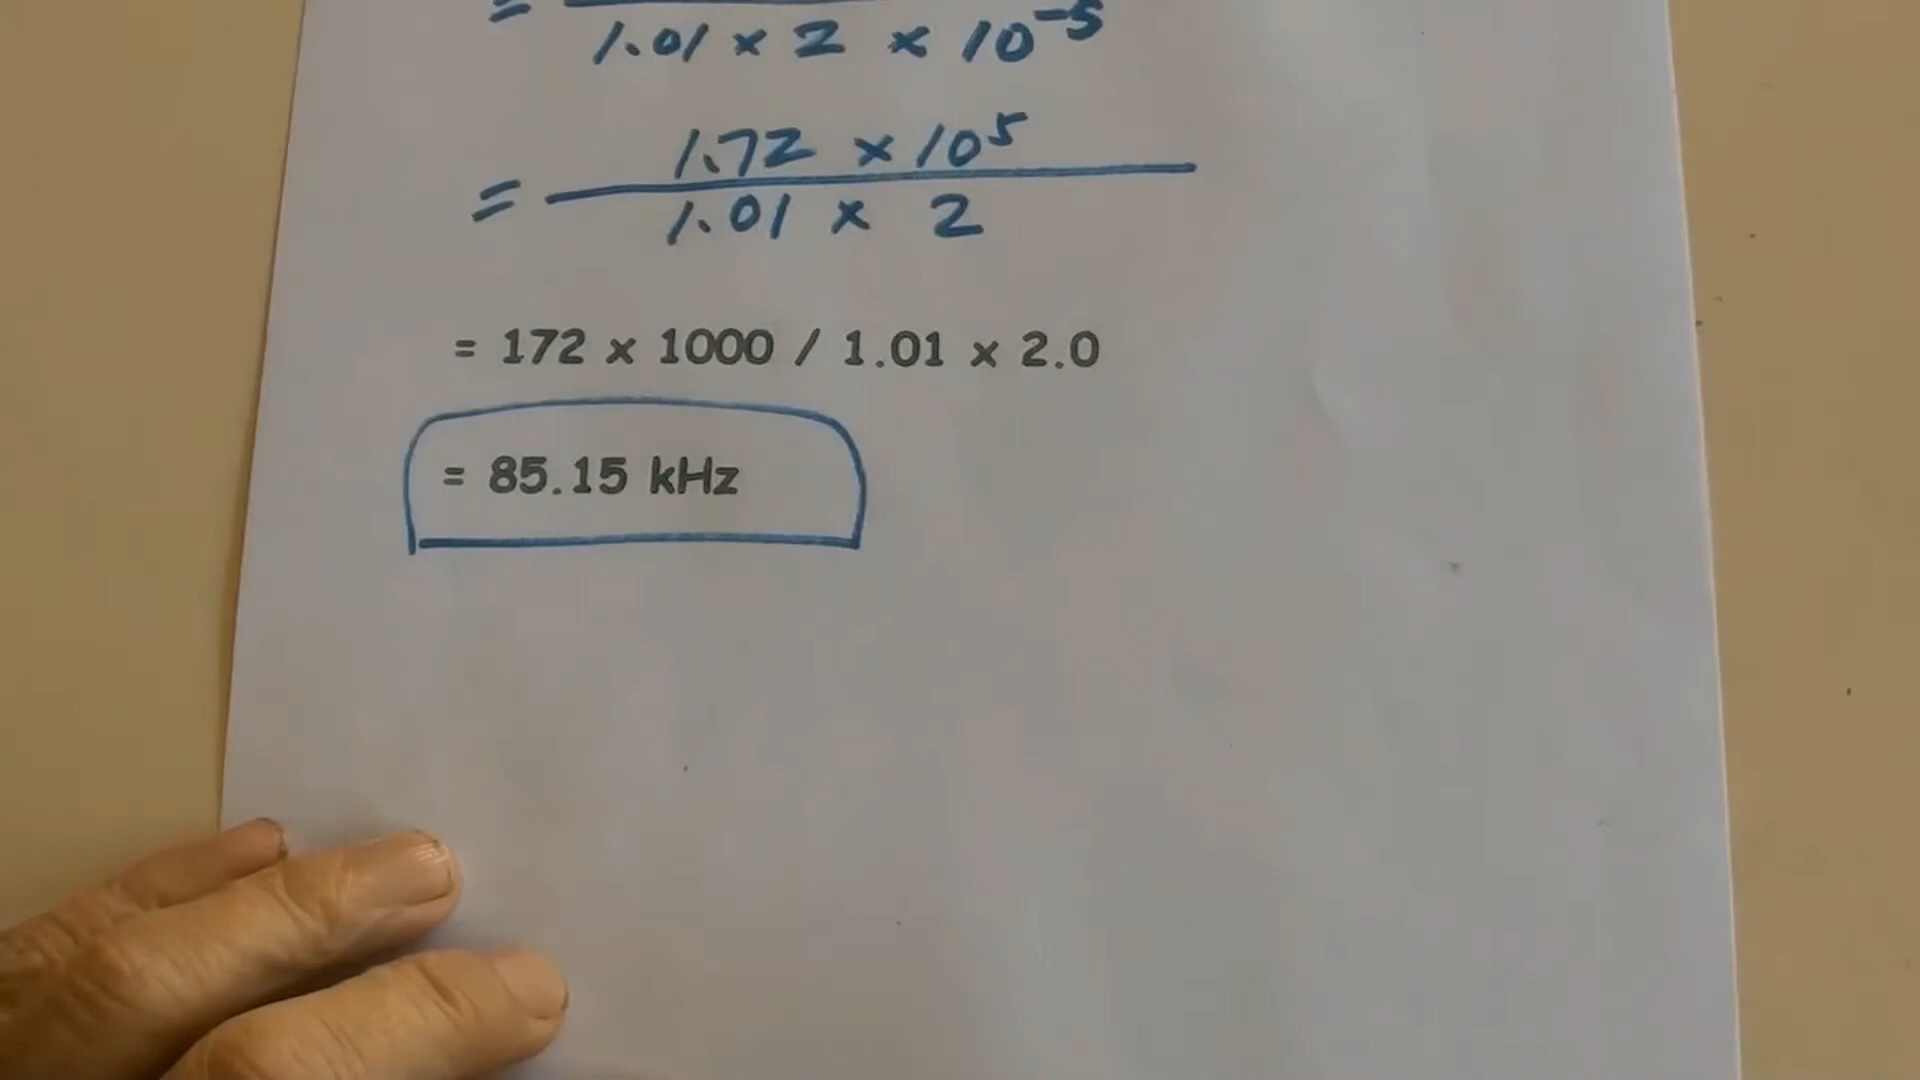 =
1.01 × 2 × 10⁻⁵
1.72 × 10⁵
=
1.01 × 2
= 172 x 1000 / 1.01 x 2.0
= 85.15 kHz